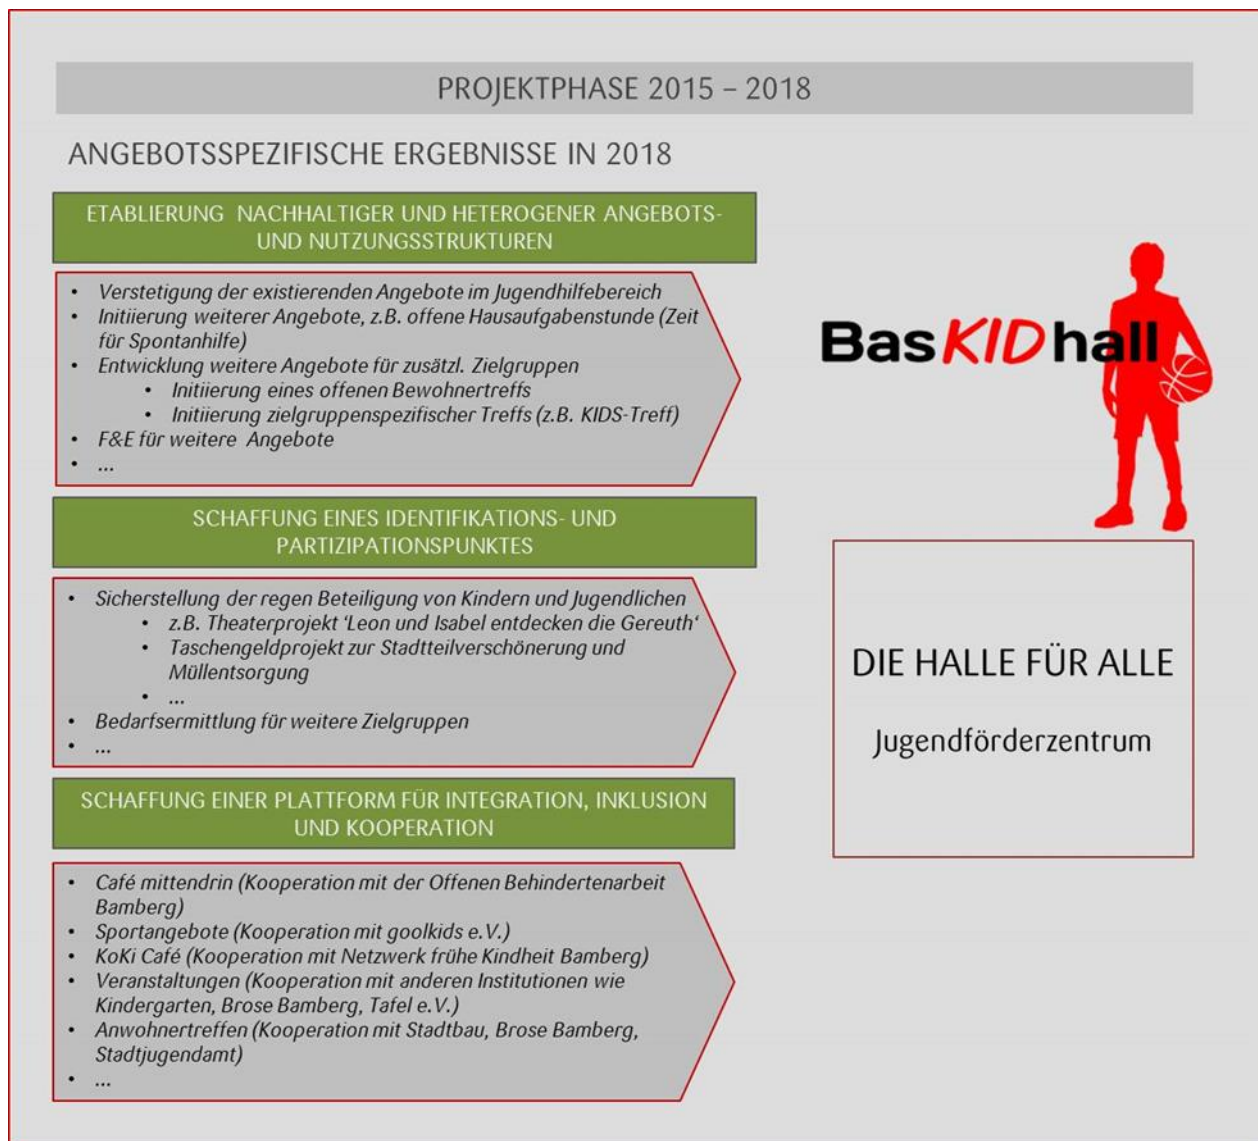 PROJEKTPHASE 2015 – 2018
ANGEBOTSSPEZIFISCHE ERGEBNISSE IN 2018
ETABLIERUNG NACHHALTIGER UND HETEROGENER ANGEBOTS-
UND NUTZUNGSSTRUKTUREN
• Verstetigung der existierenden Angebote im Jugendhilfebereich
• Initiierung weiterer Angebote, z.B. offene Hausaufgabenstunde (Zeit
für Spontanhilfe)
• Entwicklung weitere Angebote für zusätzl. Zielgruppen
• Initiierung eines offenen Bewohnertreffs
• Initiierung zielgruppenspezifischer Treffs (z.B. KIDS-Treff)
• F&E für weitere Angebote
• ...
SCHAFFUNG EINES IDENTIFIKATIONS- UND
PARTIZIPATIONSPUNKTES
• Sicherstellung der regen Beteiligung von Kindern und Jugendlichen
• z.B. Theaterprojekt ‘Leon und Isabel entdecken die Gereuth‘
• Taschengeldprojekt zur Stadtteilverschönerung und
Müllentsorgung
• ...
• Bedarfsermittlung für weitere Zielgruppen
• ...
SCHAFFUNG EINER PLATTFORM FÜR INTEGRATION, INKLUSION
UND KOOPERATION
• Café mittendrin (Kooperation mit der Offenen Behindertenarbeit
Bamberg)
• Sportangebote (Kooperation mit goolkids e.V.)
• KoKi Café (Kooperation mit Netzwerk frühe Kindheit Bamberg)
• Veranstaltungen (Kooperation mit anderen Institutionen wie
Kindergarten, Brose Bamberg, Tafel e.V.)
• Anwohnertreffen (Kooperation mit Stadtbau, Brose Bamberg,
Stadtjugendamt)
• ...
BasKIDhall
DIE HALLE FÜR ALLE
Jugendförderzentrum